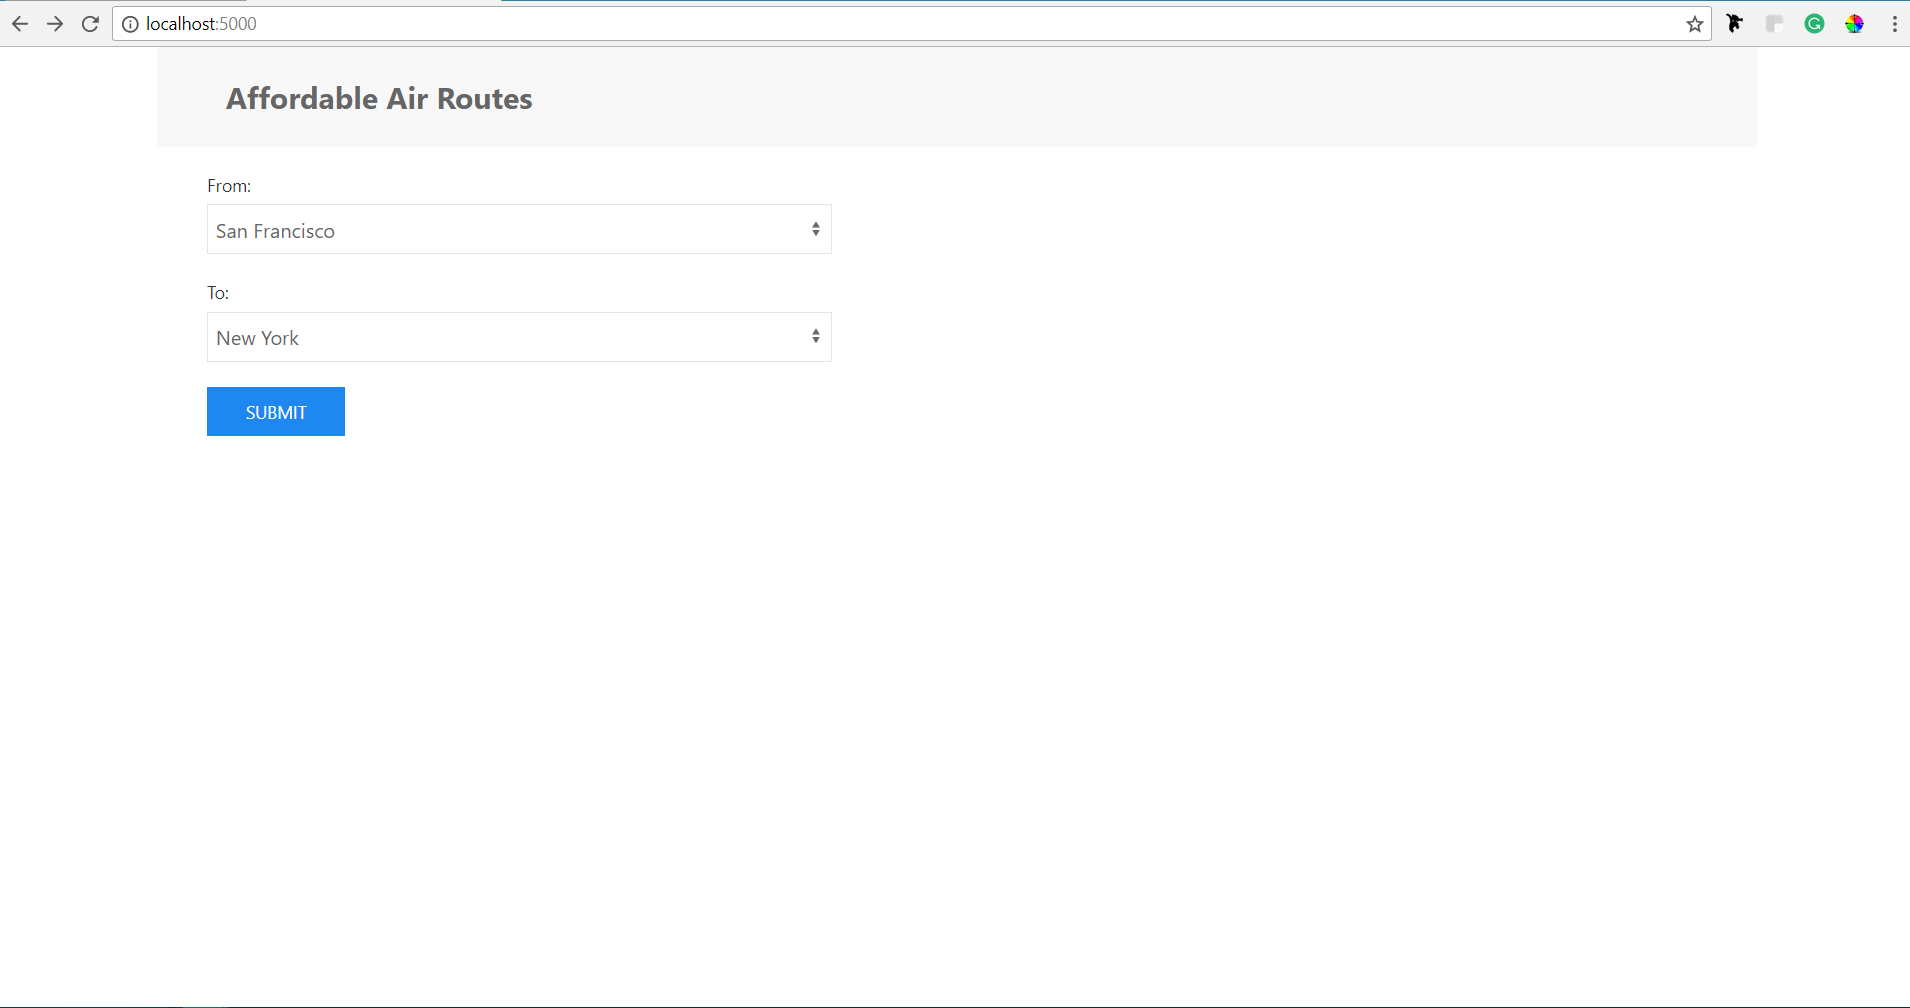 localhost:5000
Affordable Air Routes
From:
San Francisco
To:
New York
SUBMIT